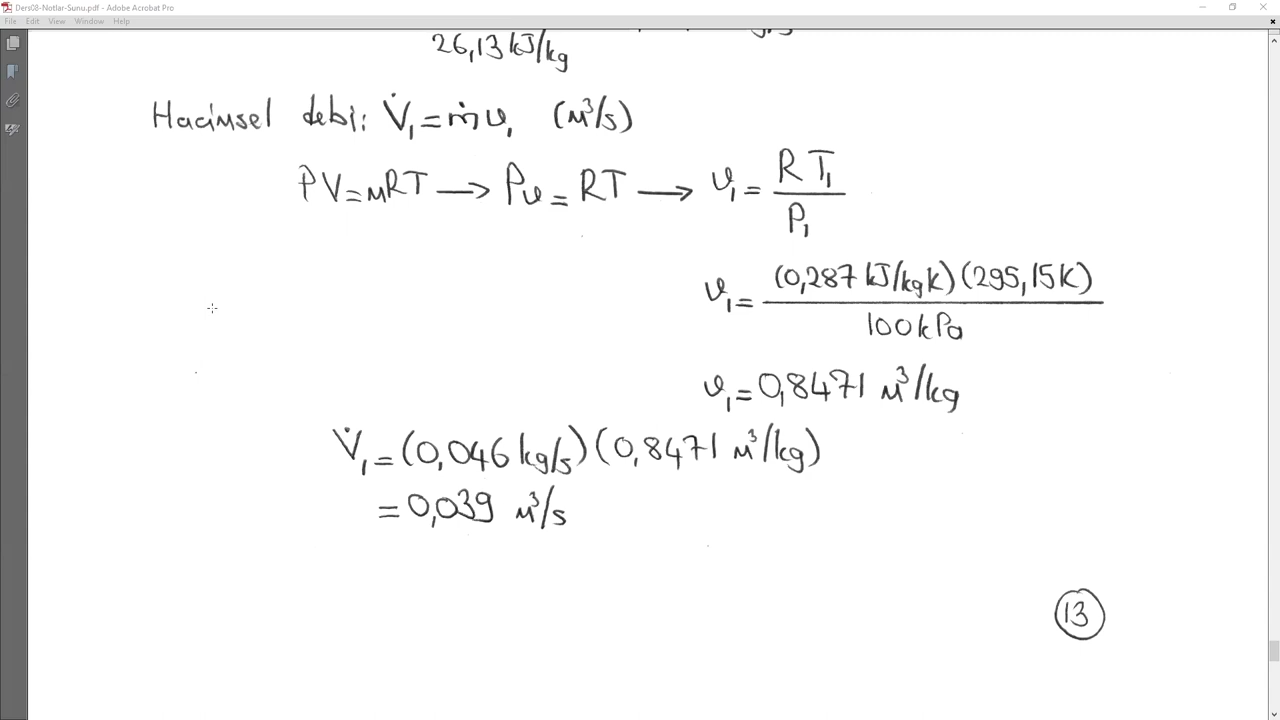 Ders08-Notlar-Sunu.pdf - Adobe Acrobat Pro
File Edit View Window Help
26,13 kJ/kg
Hacimsel debi: V̇₁ = ṁυ₁ (m³/s)
PV = mRT → Pυ = RT → υ₁ = RT₁ / P₁
υ₁ = (0,287 kJ/kgK)(295,15K) / 100kPa
υ₁ = 0,8471 m³/kg
V̇₁ = (0,046 kg/s)(0,8471 m³/kg)
= 0,039 m³/s
13